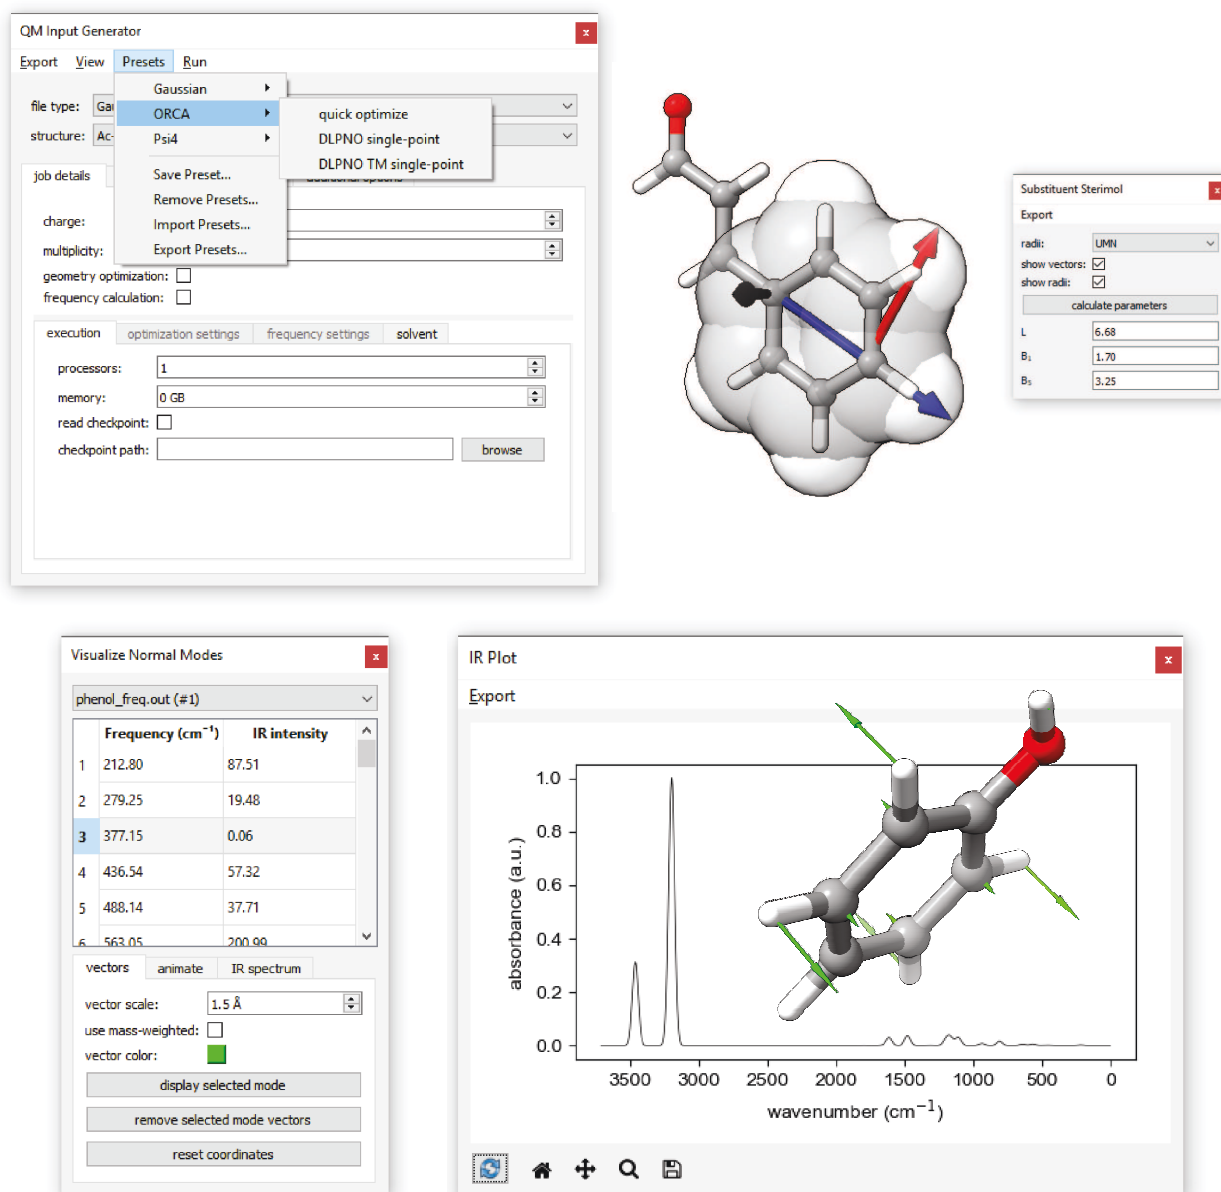 QM Input Generator
x
Export View Presets Run
Gaussian
ORCA
Psi4
Save Preset...
Remove Presets...
Import Presets...
Export Presets...
quick optimize
DLPNO single-point
DLPNO TM single-point
file type:
structure: Ac-
job details
charge:
multiplicity:
geometry optimization:
frequency calculation:
execution optimization settings frequency settings solvent
processors: 1
memory: 0 GB
read checkpoint:
checkpoint path: browse
Substituent Sterimol
x
Export
radii: UMN
show vectors:
show radii:
calculate parameters
L 6.68
B₁ 1.70
B₅ 3.25
Visualize Normal Modes
x
phenol_freq.out (#1)
Frequency (cm⁻¹) IR intensity
1 212.80 87.51
2 279.25 19.48
3 377.15 0.06
4 436.54 57.32
5 488.14 37.71
6 563.05 200.99
vectors animate IR spectrum
vector scale: 1.5 Å
use mass-weighted:
vector color:
display selected mode
remove selected mode vectors
reset coordinates
IR Plot
x
Export
absorbance (a.u.)
1.0
0.8
0.6
0.4
0.2
0.0
3500 3000 2500 2000 1500 1000 500 0
wavenumber (cm⁻¹)